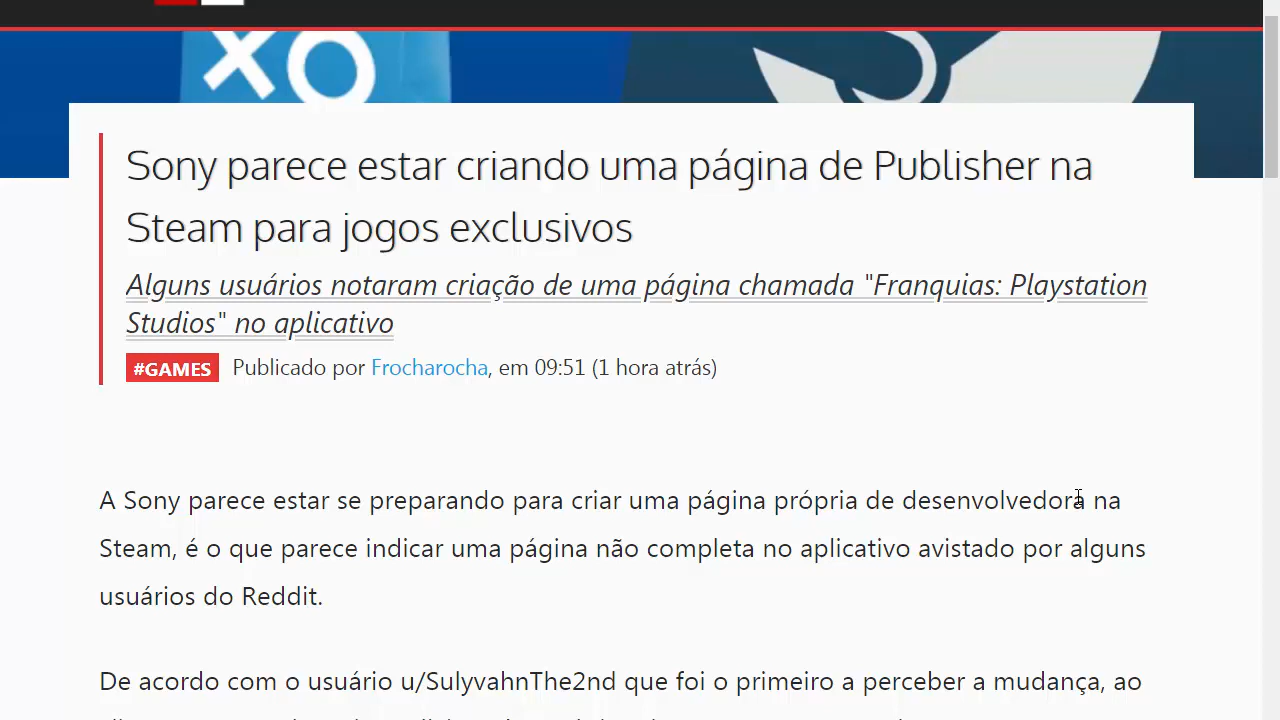 Sony parece estar criando uma página de Publisher na
Steam para jogos exclusivos
Alguns usuários notaram criação de uma página chamada "Franquias: Playstation
Studios" no aplicativo
#GAMES Publicado por Frocharocha, em 09:51 (1 hora atrás)
A Sony parece estar se preparando para criar uma página própria de desenvolvedora na
Steam, é o que parece indicar uma página não completa no aplicativo avistado por alguns
usuários do Reddit.
De acordo com o usuário u/SulyvahnThe2nd que foi o primeiro a perceber a mudança, ao